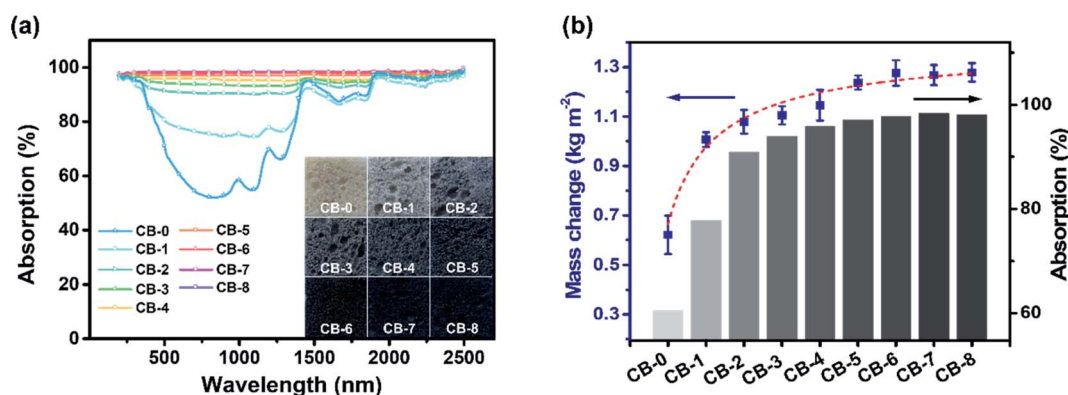 (a)
Absorption (%)
100
80
60
40
20
0
CB-0
CB-1
CB-2
CB-3
CB-4
CB-5
CB-6
CB-7
CB-8
CB-0
CB-1
CB-2
CB-3
CB-4
CB-5
CB-6
CB-7
CB-8
500
1000
1500
2000
2500
Wavelength (nm)
(b)
Mass change (kg m⁻²)
1.3
1.1
0.9
0.7
0.5
0.3
CB-0
CB-1
CB-2
CB-3
CB-4
CB-5
CB-6
CB-7
CB-8
100
80
60
Absorption (%)